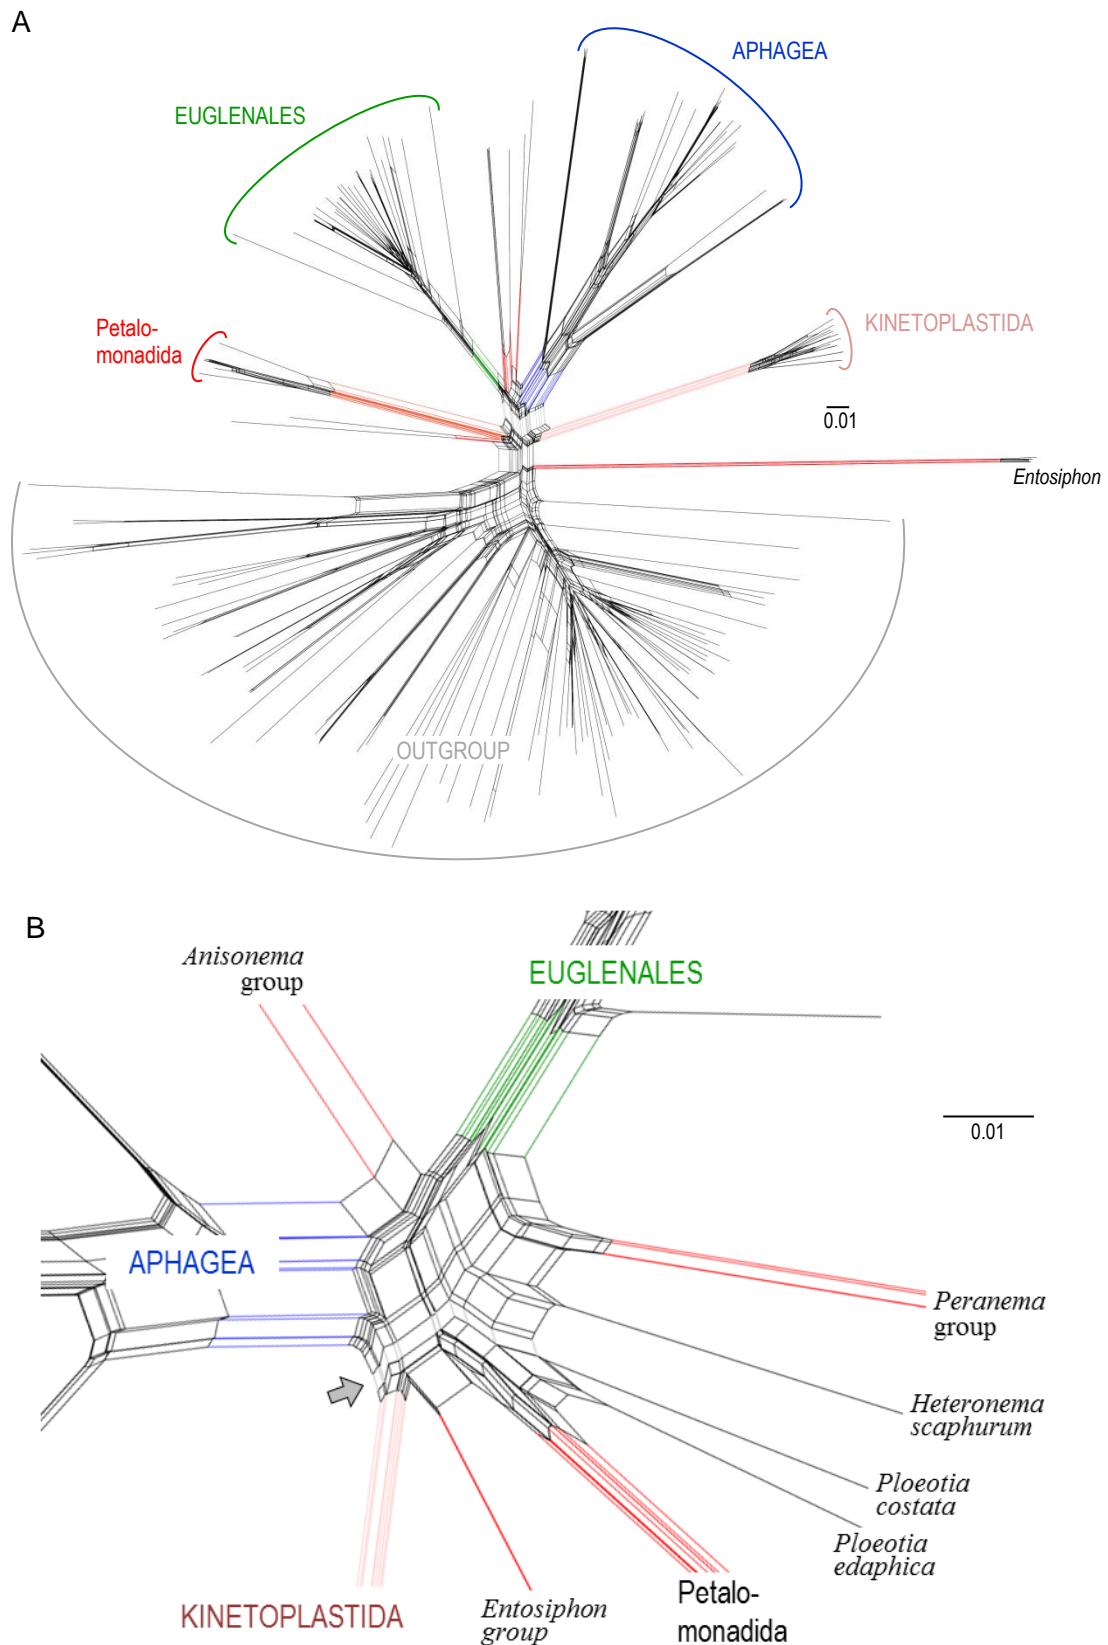 A
APHAGEA
EUGLENALES
Petalo-
monadida
KINETOPLASTIDA
0.01
Entosiphon
OUTGROUP
B
Anisonema
group
EUGLENALES
0.01
APHAGEA
Peranema
group
Heteronema
scaphurum
Ploeotia
costata
Ploeotia
edaphica
Petalo-
monadida
KINETOPLASTIDA
Entosiphon
group